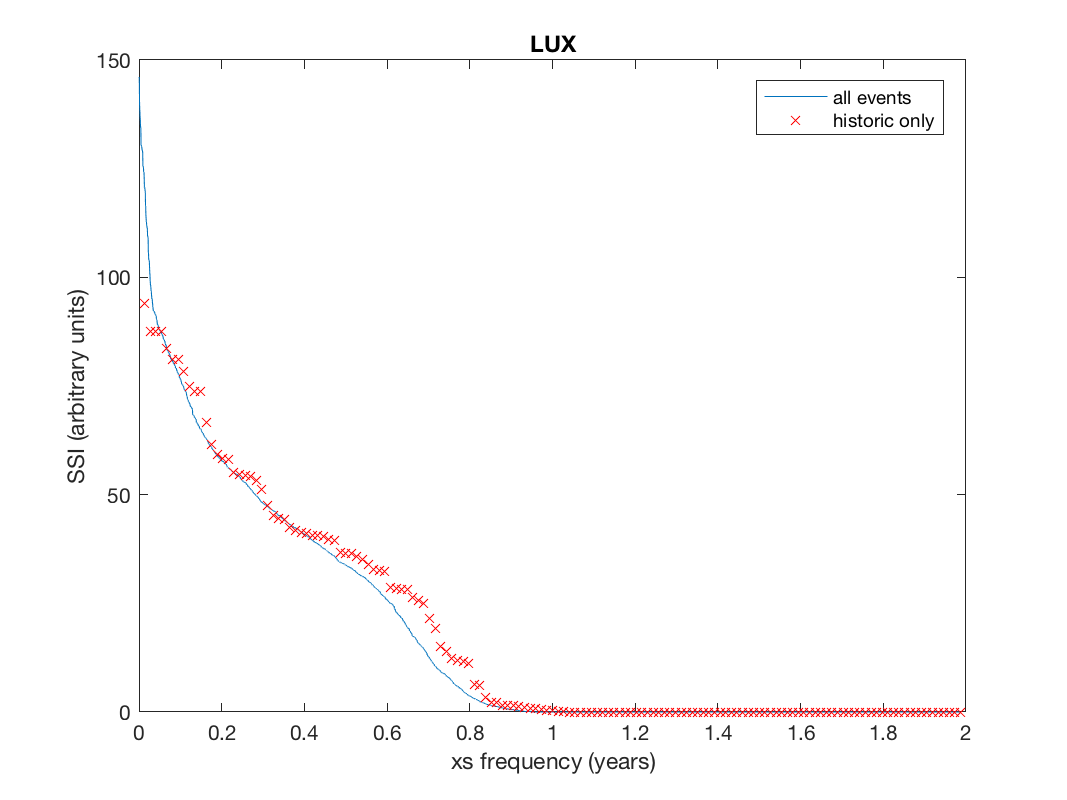 LUX
150
100
50
0
SSI (arbitrary units)
all events
historic only
0 0.2 0.4 0.6 0.8 1 1.2 1.4 1.6 1.8 2
xs frequency (years)